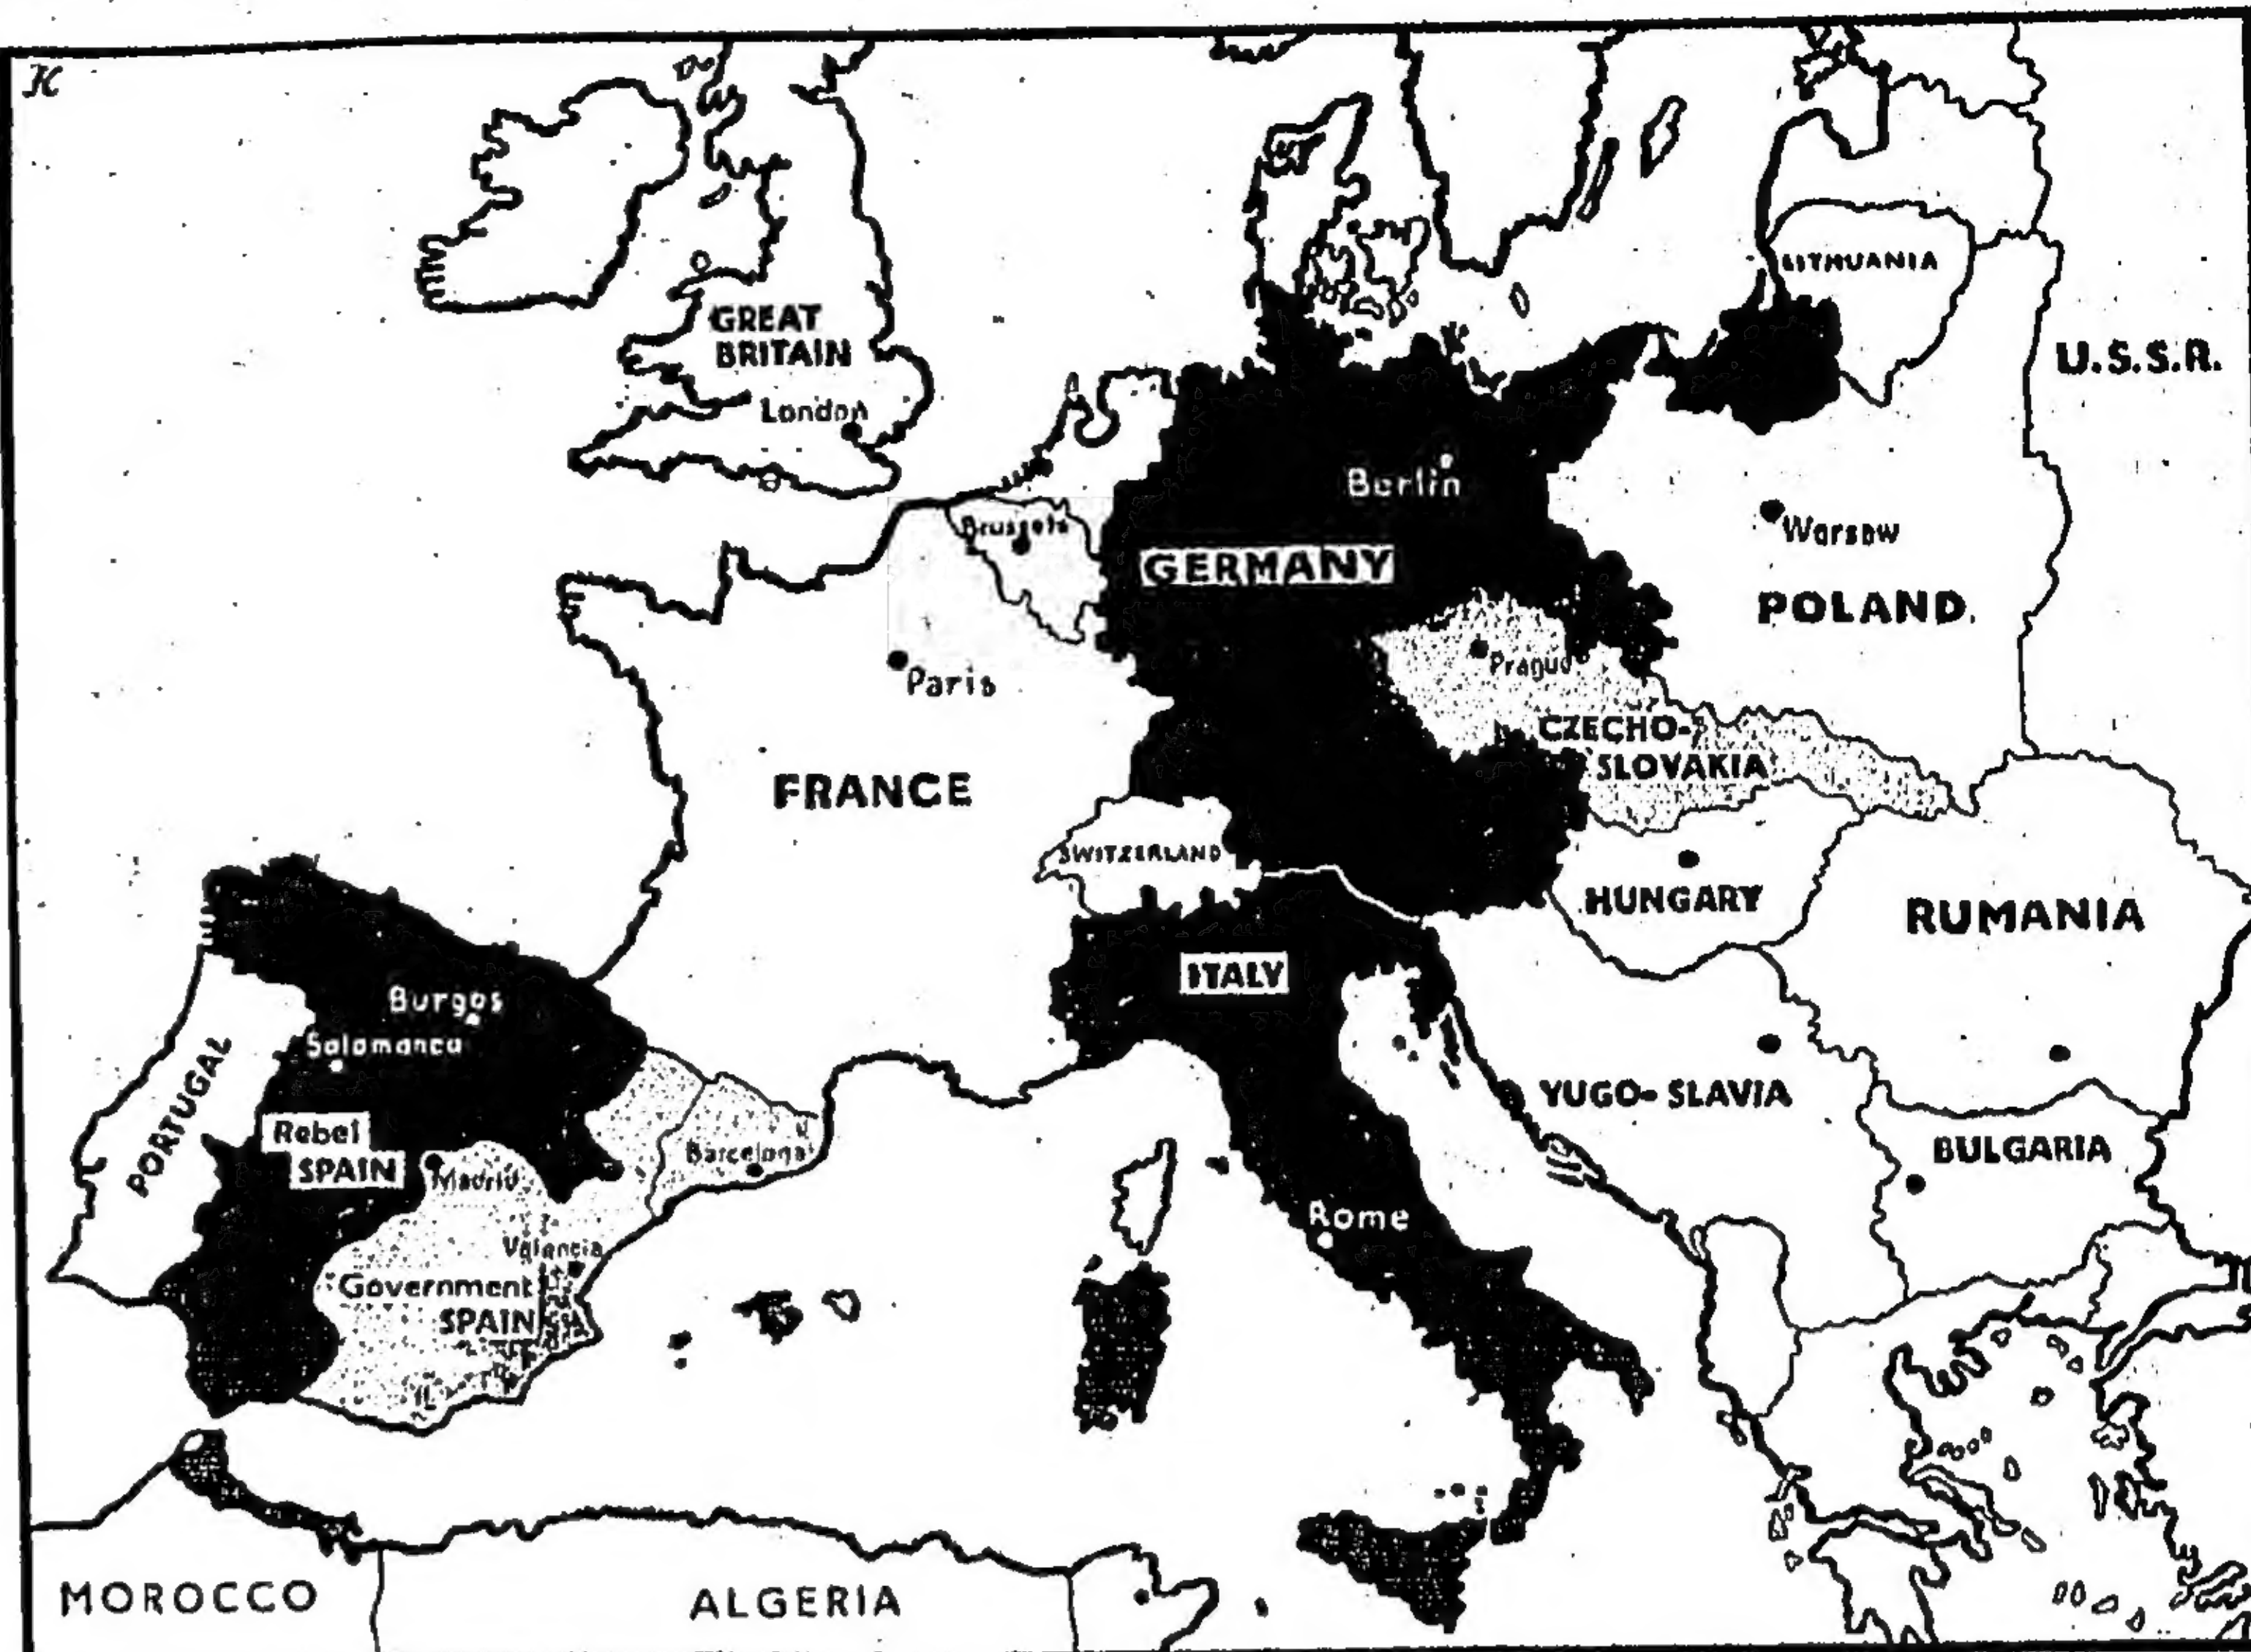 K
GREAT
BRITAIN
London
LITHUANIA
U.S.S.R.
Berlin
Brussels
GERMANY
Warsaw
POLAND
Paris
Prague
CZECHO-
SLOVAKIA
FRANCE
SWITZERLAND
HUNGARY
RUMANIA
ITALY
Burgos
Salamanca
PORTUGAL
YUGO-SLAVIA
Rebel
SPAIN
Madrid
Barcelona
BULGARIA
Rome
Valencia
Government
SPAIN
MOROCCO
ALGERIA